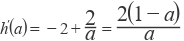 h'(a) = −2 + 2/a = 2(1 − a)/a